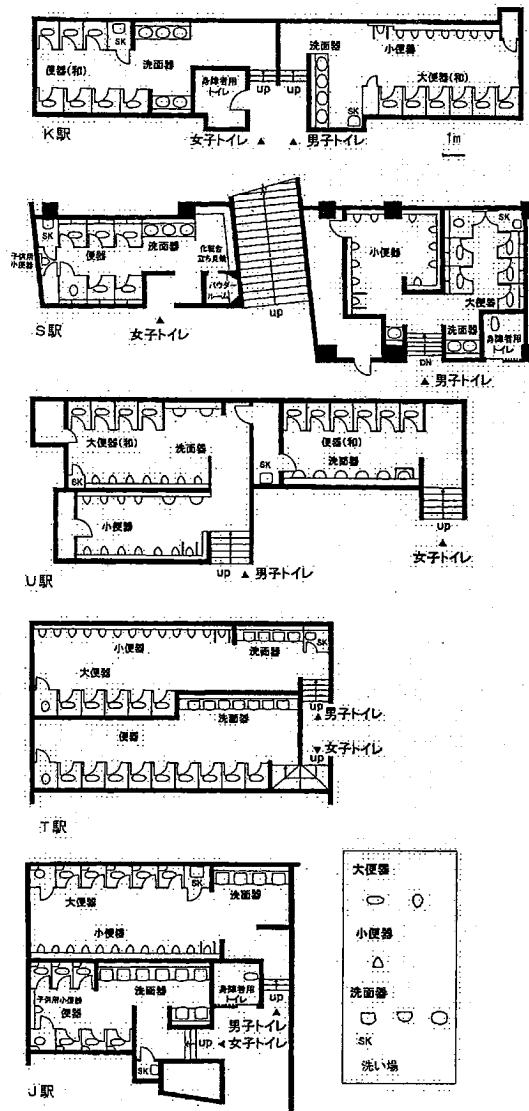 SK
便器(和)
洗面器
身障者用
トイレ
up
up
洗面器
小便器
大便器(和)
SK
K駅
女子トイレ ▲
▲ 男子トイレ
1m
SK
子供用
小便器
便器
洗面器
化粧台
立ち見鏡
パウダー
ルーム
up
小便器
SK
大便器
洗面器
身障者用
トイレ
DN
S駅
▲
女子トイレ
▲ 男子トイレ
大便器(和)
洗面器
SK
小便器
SK
便器(和)
洗面器
up
▲
女子トイレ
up ▲ 男子トイレ
U駅
小便器
洗面器
SK
大便器
洗面器
up
▲男子トイレ
便器
▼女子トイレ
up
T駅
SK
洗面器
大便器
小便器
洗面器
身障者用
トイレ
子供用小便器
便器
up
▲
男子トイレ
up ◀女子トイレ
SK
J駅
大便器
小便器
洗面器
SK
洗い場